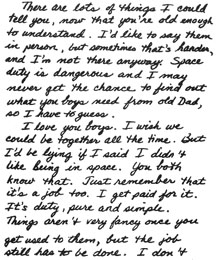 There are lots of things I could
tell you, now that you're old enough
to understand. I'd like to say them
in person, but sometimes that's harder,
and I'm not there anyway. Space
duty is dangerous and I may
never get the chance to find out
what you boys need from old Dad,
so I have to guess.
I love you boys. I wish we
could be together all the time. But
I'd be lying if I said I didn't
like being in space. You both
know that. Just remember that
it's a job too. I get paid for it.
It's duty, pure and simple.
Things aren't very fancy once you
get used to them, but the job
still has to be done. I don't